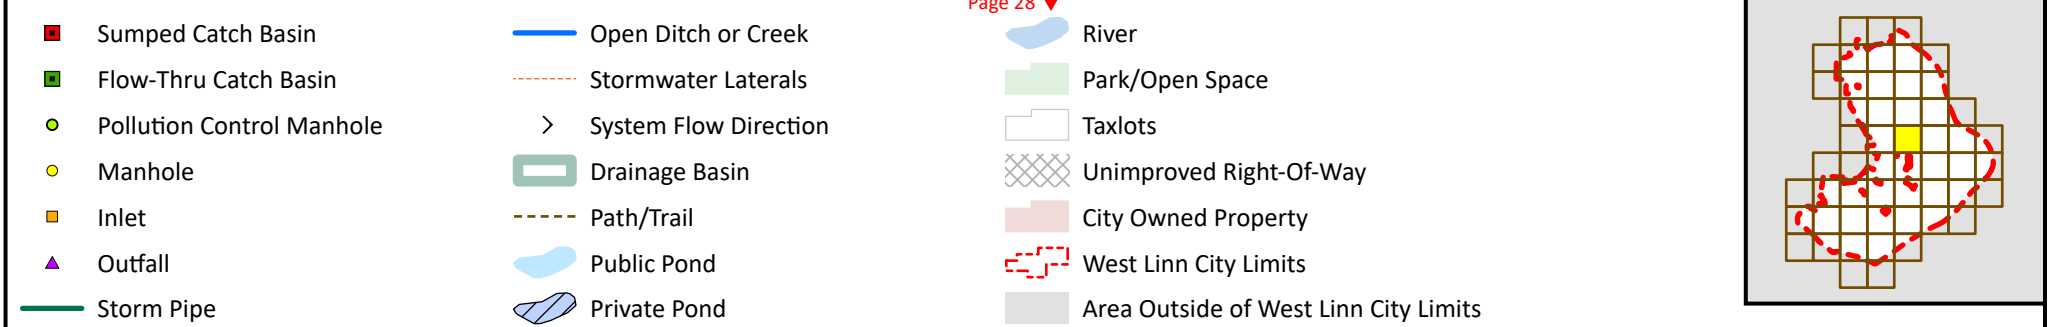 Page 28
Sumped Catch Basin
Flow-Thru Catch Basin
Pollution Control Manhole
Manhole
Inlet
Outfall
Storm Pipe
Open Ditch or Creek
Stormwater Laterals
System Flow Direction
Drainage Basin
Path/Trail
Public Pond
Private Pond
River
Park/Open Space
Taxlots
Unimproved Right-Of-Way
City Owned Property
West Linn City Limits
Area Outside of West Linn City Limits